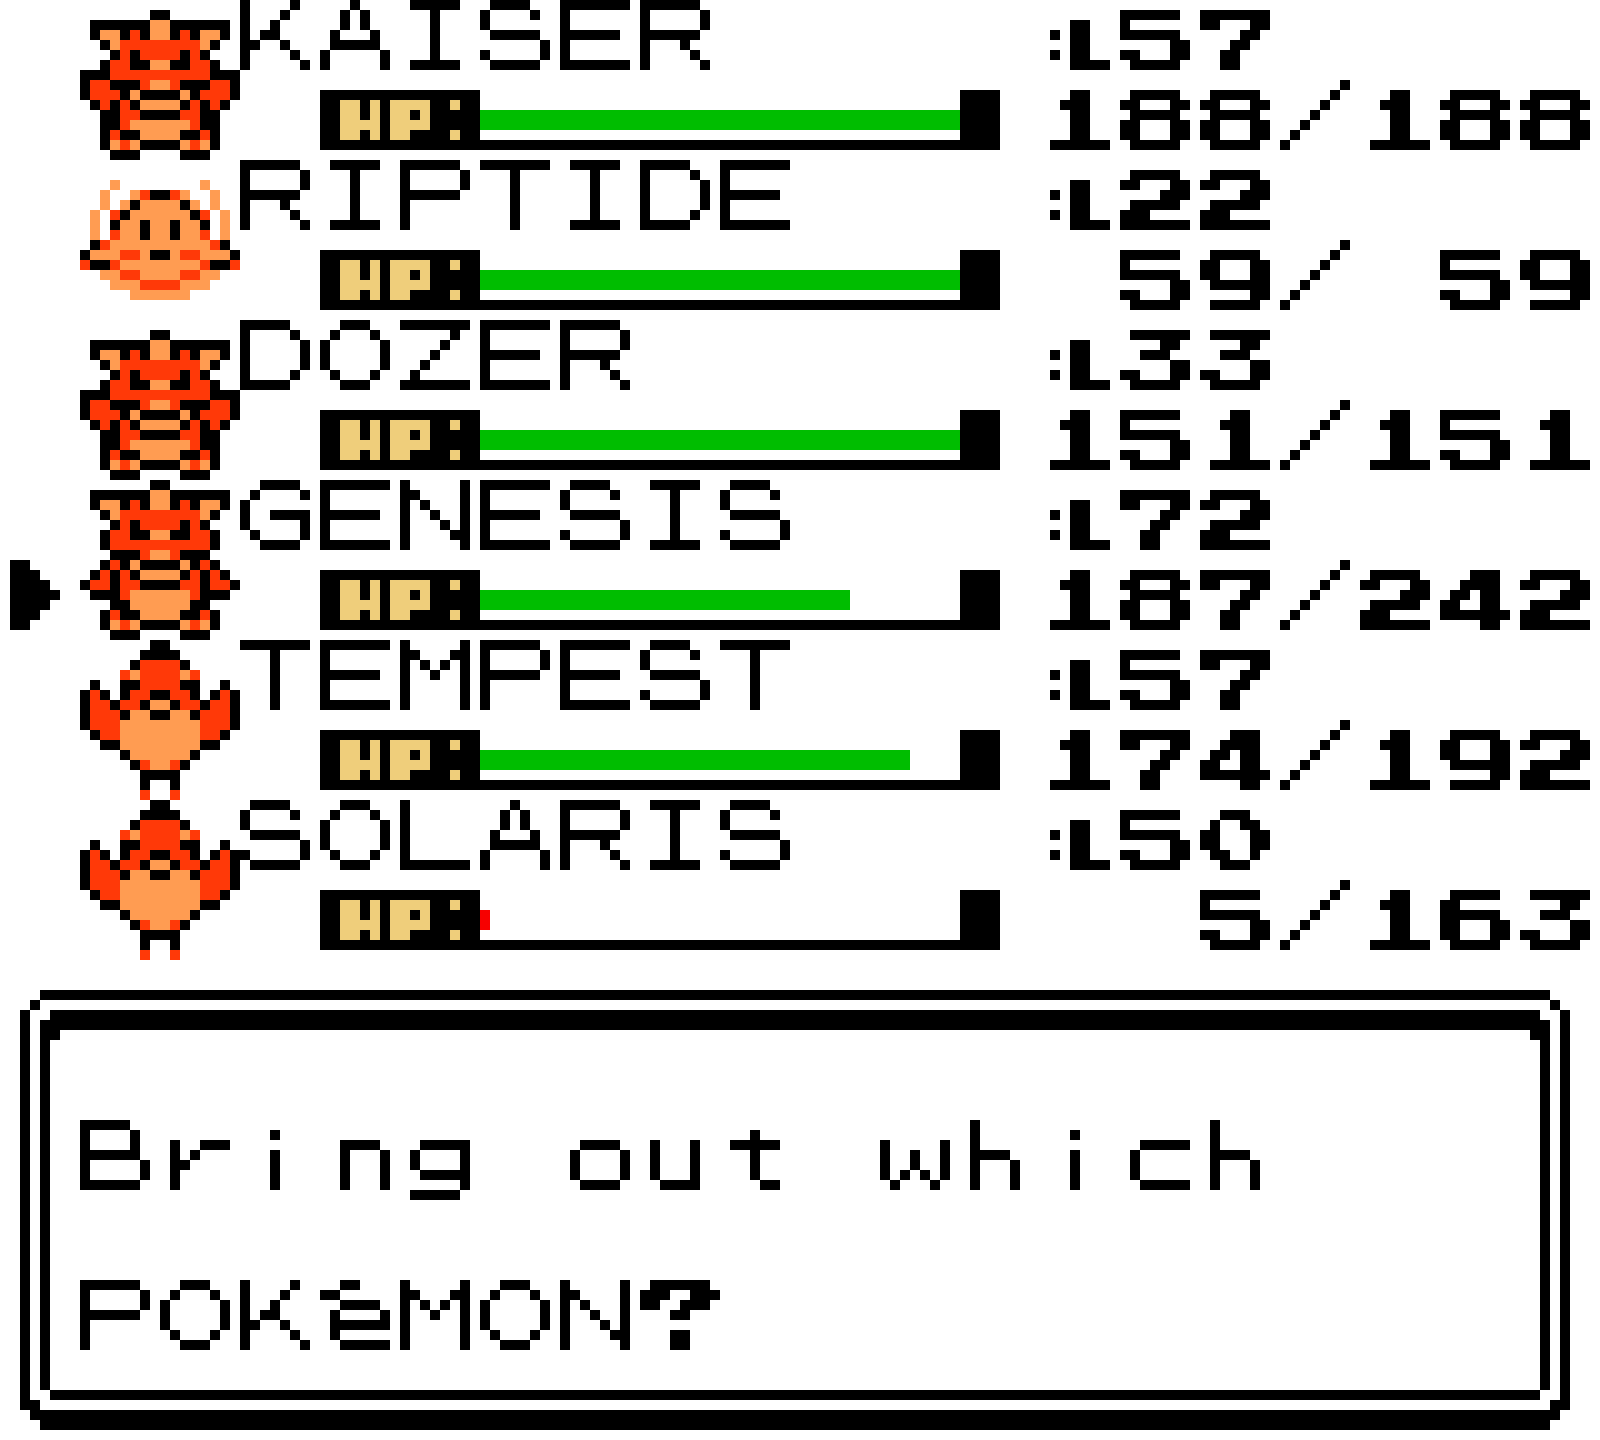 KAISER :L57
HP: 188/188
RIPTIDE :L22
HP: 59/ 59
DOZER :L33
HP: 151/151
GENESIS :L72
HP: 187/242
TEMPEST :L57
HP: 174/192
SOLARIS :L50
HP: 5/163
Bring out which
POKéMON?